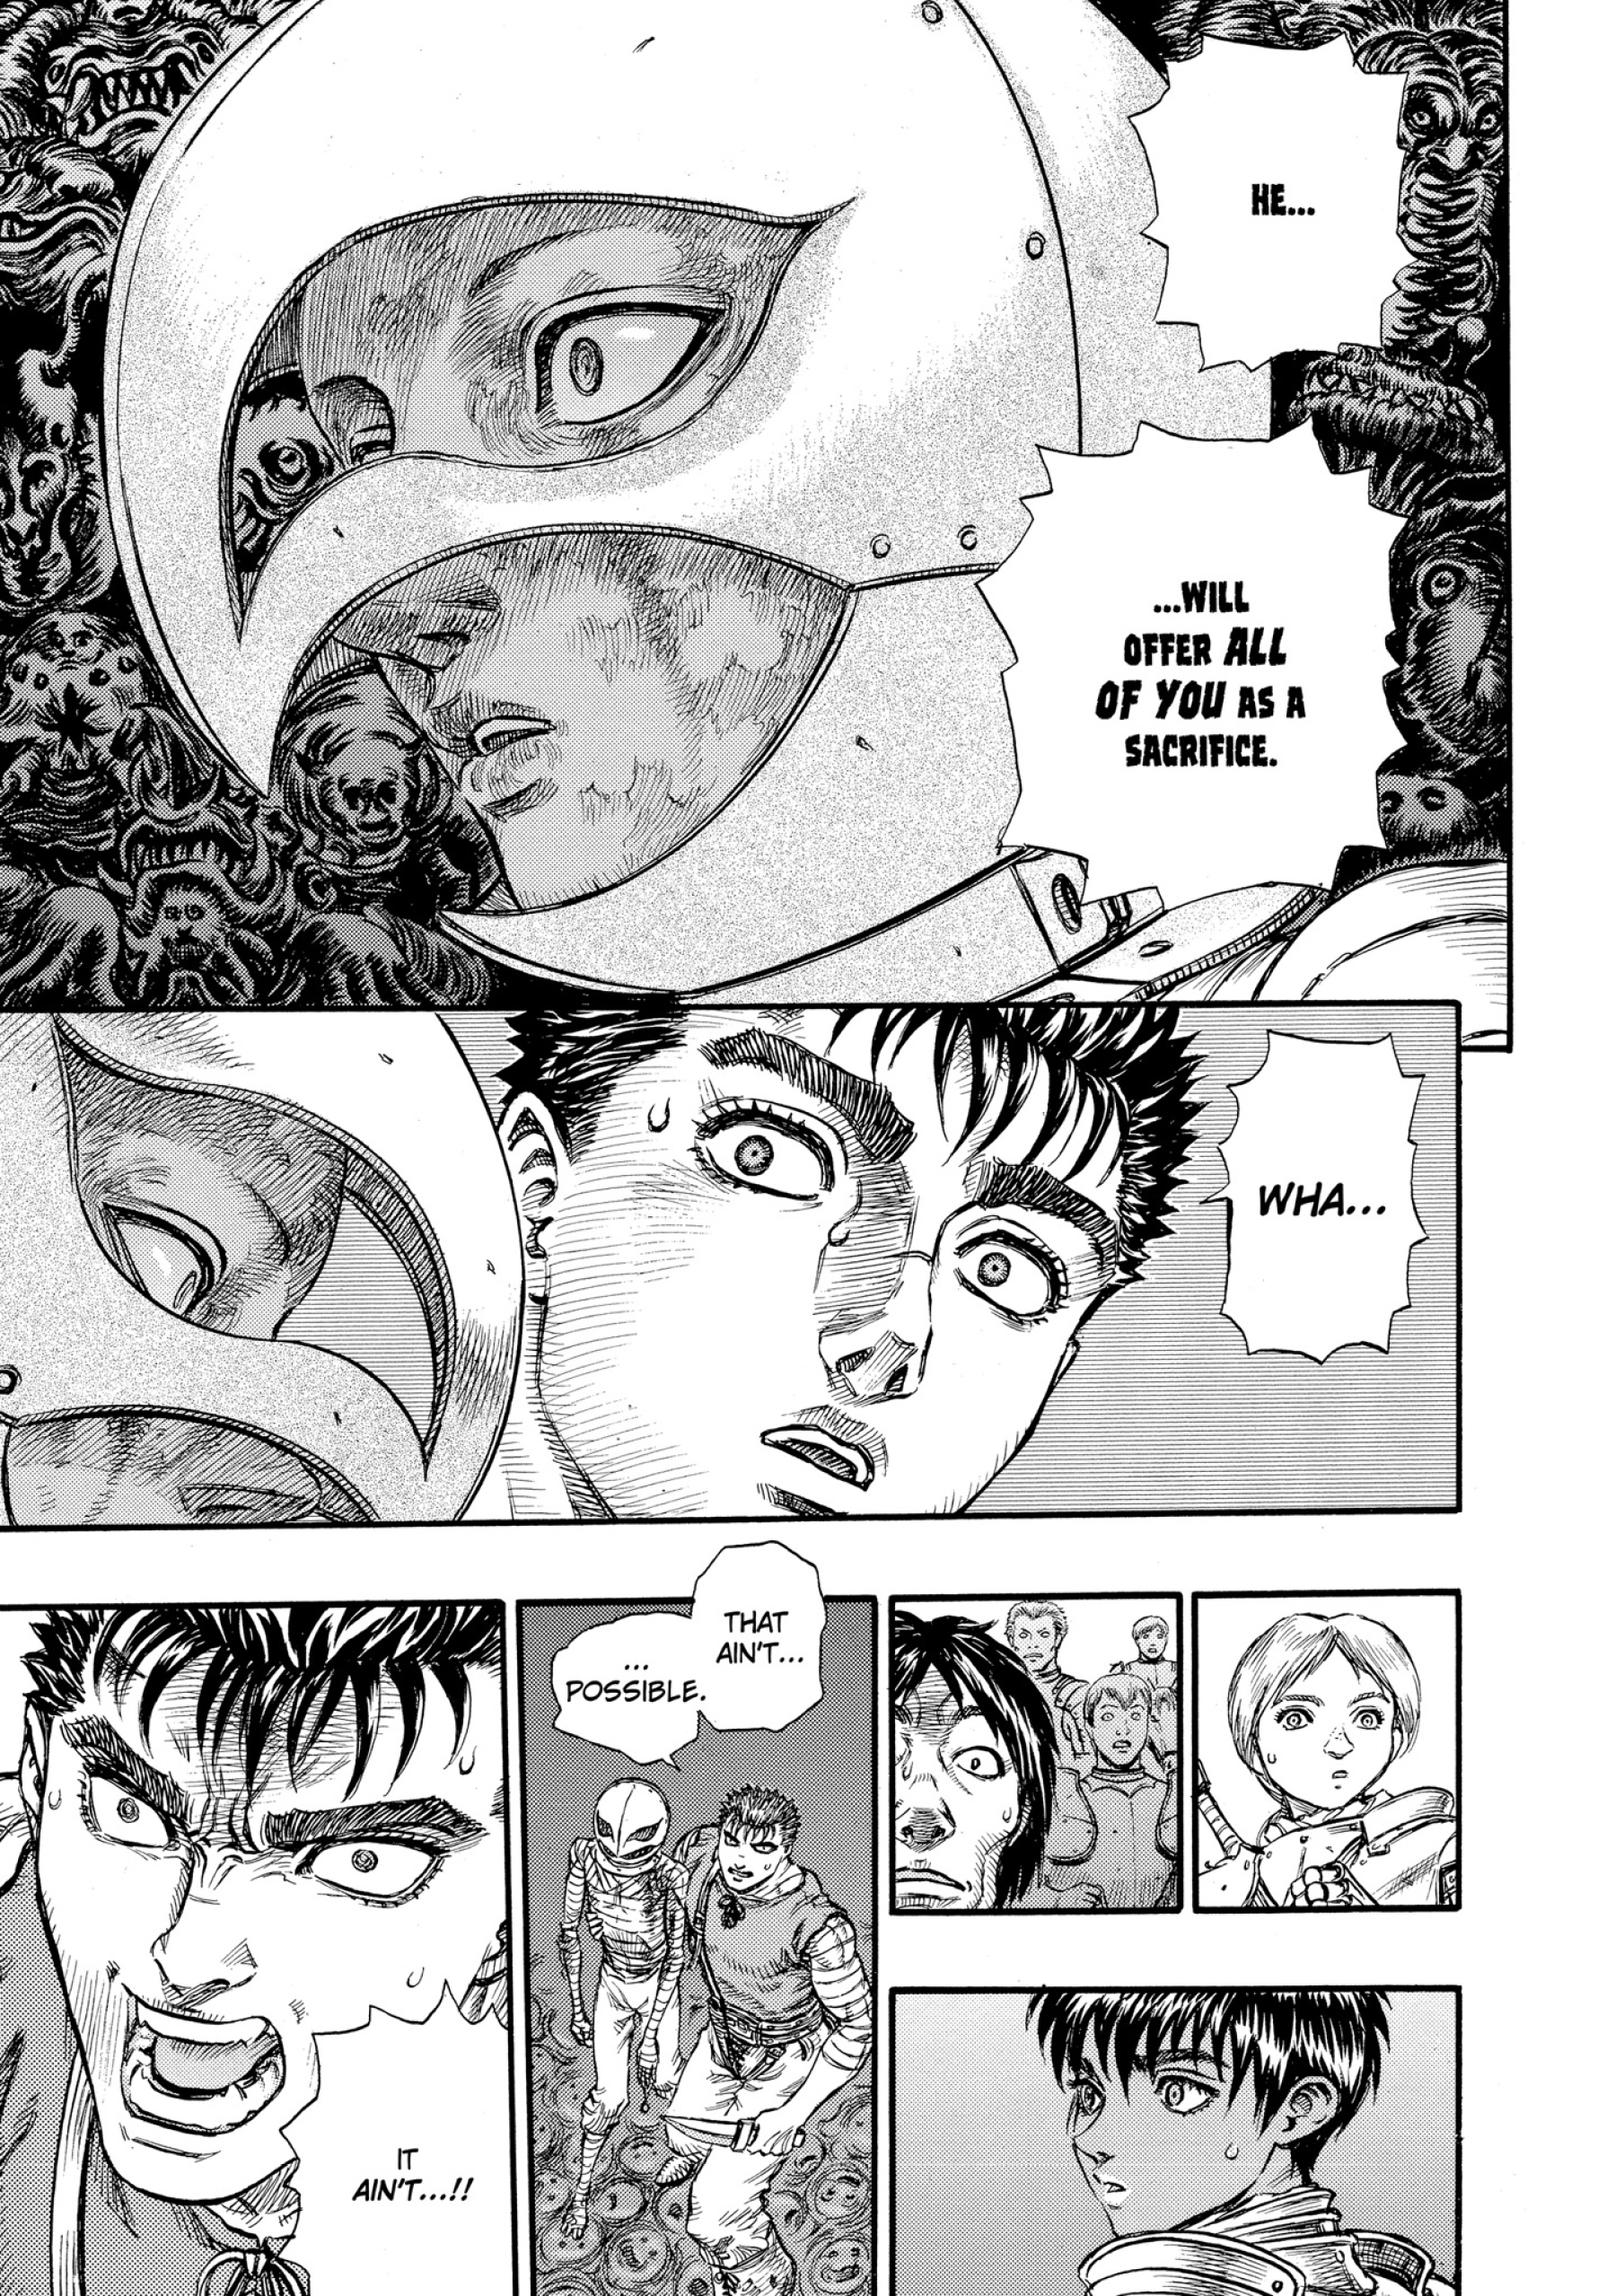 HE...
...WILL
OFFER ALL
OF YOU AS A
SACRIFICE.
WHA...
THAT
AIN'T...
...
POSSIBLE.
IT
AIN'T...!!